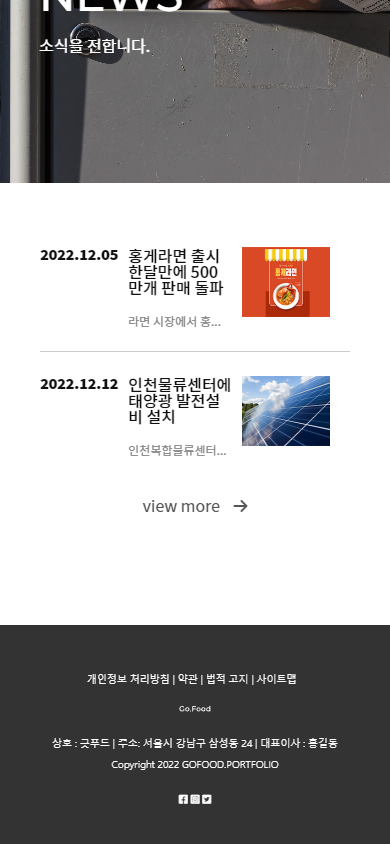 NEWS
소식을 전합니다.
2022.12.05
홍게라면 출시
한달만에 500
만개 판매 돌파
라면 시장에서 홍...
홍게라면
2022.12.12
인천물류센터에
태양광 발전설
비 설치
인천복합물류센터...
view more →
개인정보 처리방침 | 약관 | 법적 고지 | 사이트맵
Go.Food
상호 : 굿푸드 | 주소: 서울시 강남구 삼성동 24 | 대표이사 : 홍길동
Copyright 2022 GOFOOD.PORTFOLIO